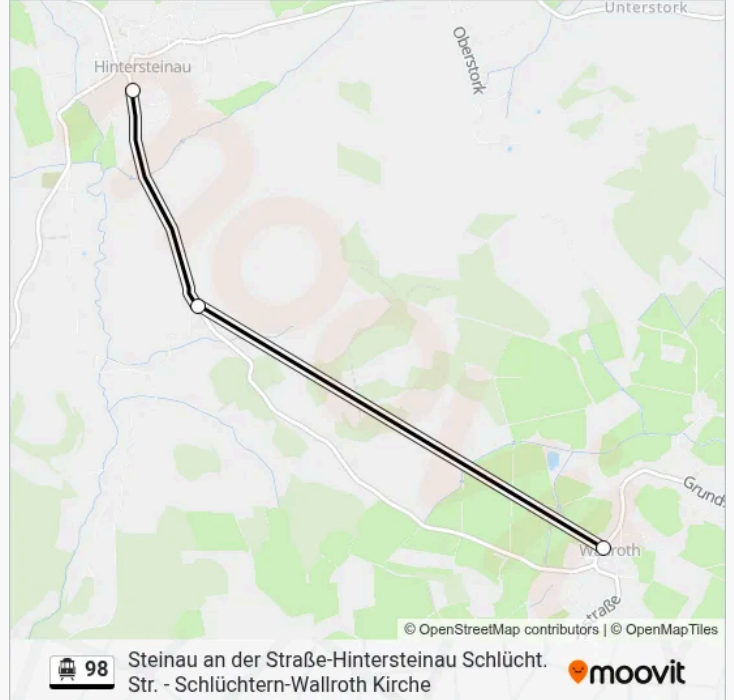 Unterstork
Oberstork
Hintersteinau
Grund
Wallroth
straße
© OpenStreetMap contributors | © OpenMapTiles
98
Steinau an der Straße-Hintersteinau Schlücht.
Str. - Schlüchtern-Wallroth Kirche
moovit